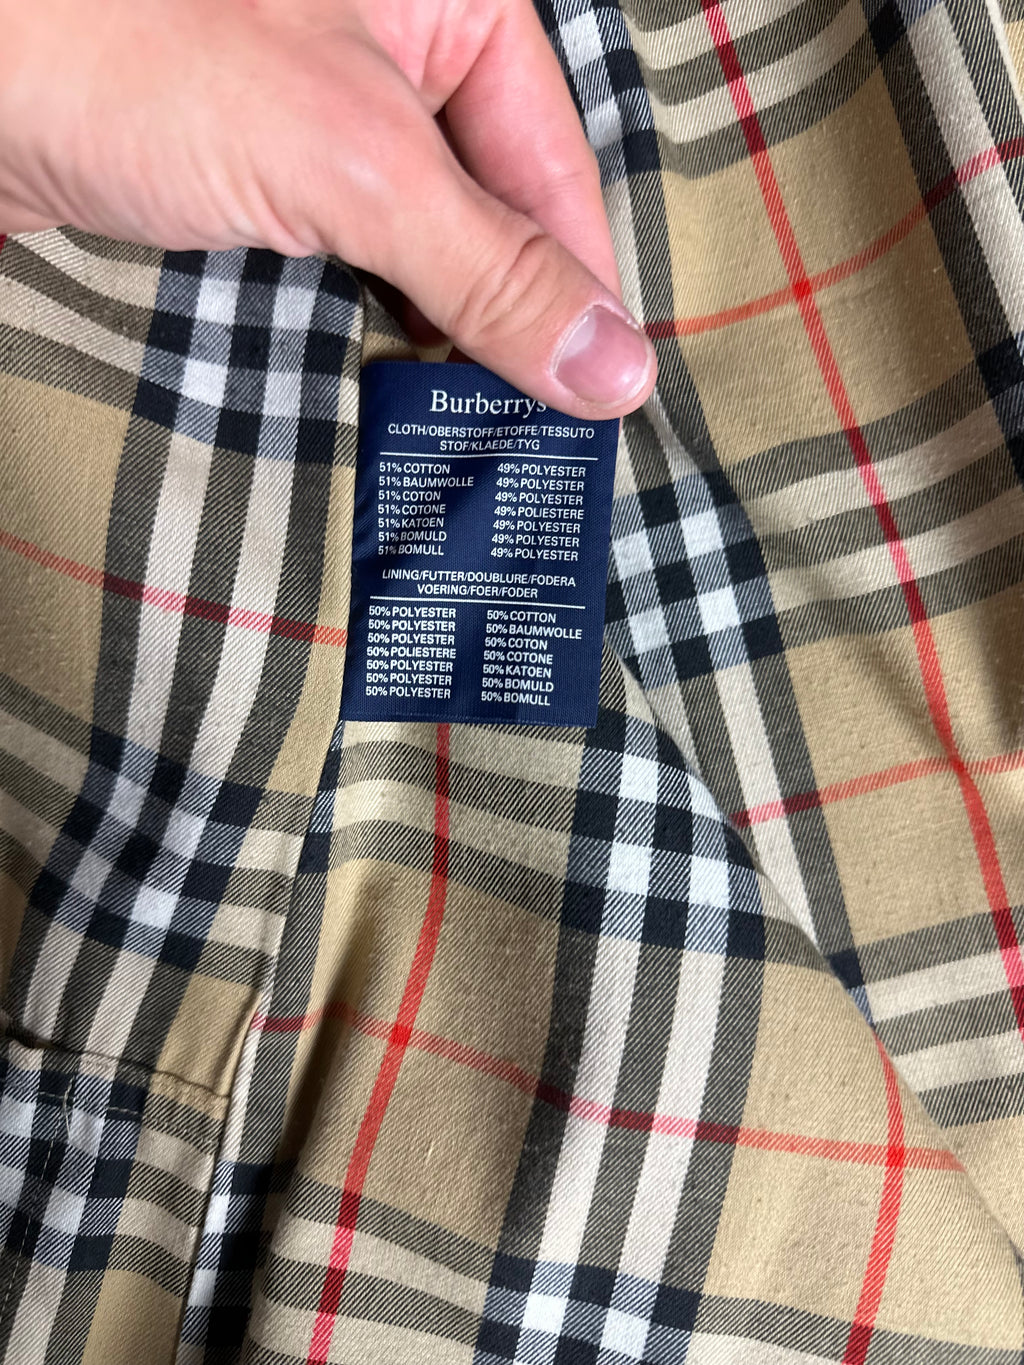 Burberrys
CLOTH/OBERSTOFF/ETOFFE/TESSUTO
STOF/KLAEDE/TYG
51% COTTON 49% POLYESTER
51% BAUMWOLLE 49% POLYESTER
51% COTON 49% POLYESTER
51% COTONE 49% POLIESTERE
51% KATOEN 49% POLYESTER
51% BOMULD 49% POLYESTER
51% BOMULL 49% POLYESTER
LINING/FUTTER/DOUBLURE/FODERA
VOERING/FOER/FODER
50% POLYESTER 50% COTTON
50% POLYESTER 50% BAUMWOLLE
50% POLYESTER 50% COTON
50% POLIESTERE 50% COTONE
50% POLYESTER 50% KATOEN
50% POLYESTER 50% BOMULD
50% POLYESTER 50% BOMULL